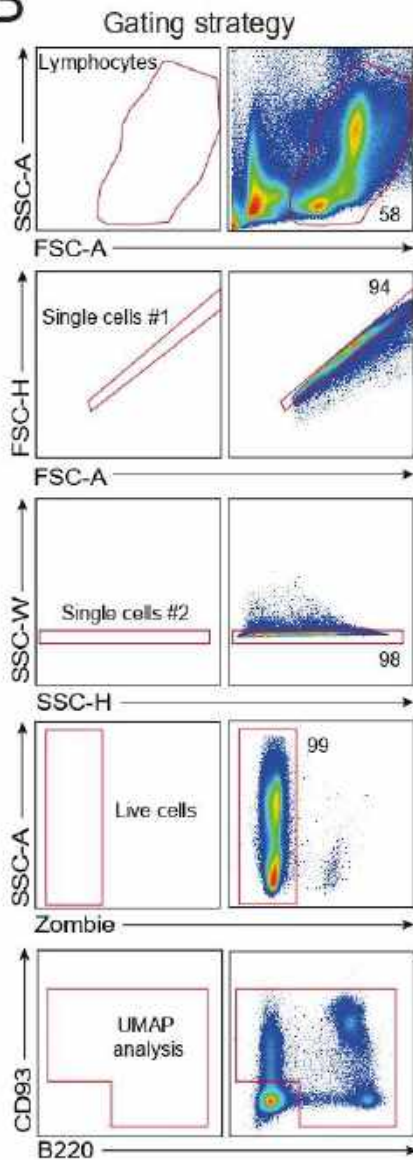 B
Gating strategy
Lymphocytes
SSC-A
58
FSC-A
Single cells #1
94
FSC-H
FSC-A
Single cells #2
SSC-W
98
SSC-H
99
Live cells
SSC-A
Zombie
UMAP
analysis
CD93
B220